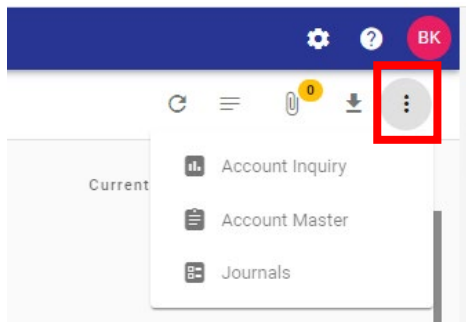 BK
0
Current
Account Inquiry
Account Master
Journals